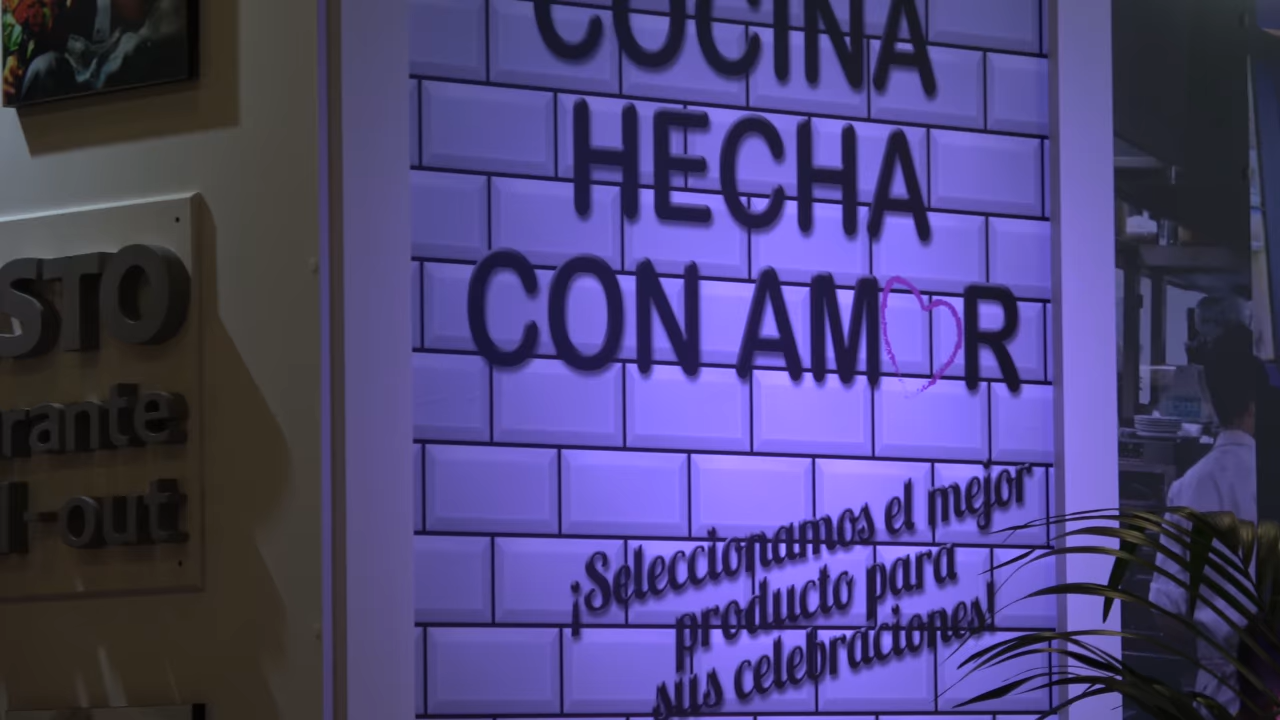 COCINA
HECHA
CON AMOR
¡Seleccionamos el mejor
producto para
sus celebraciones!
STO
rante
-out